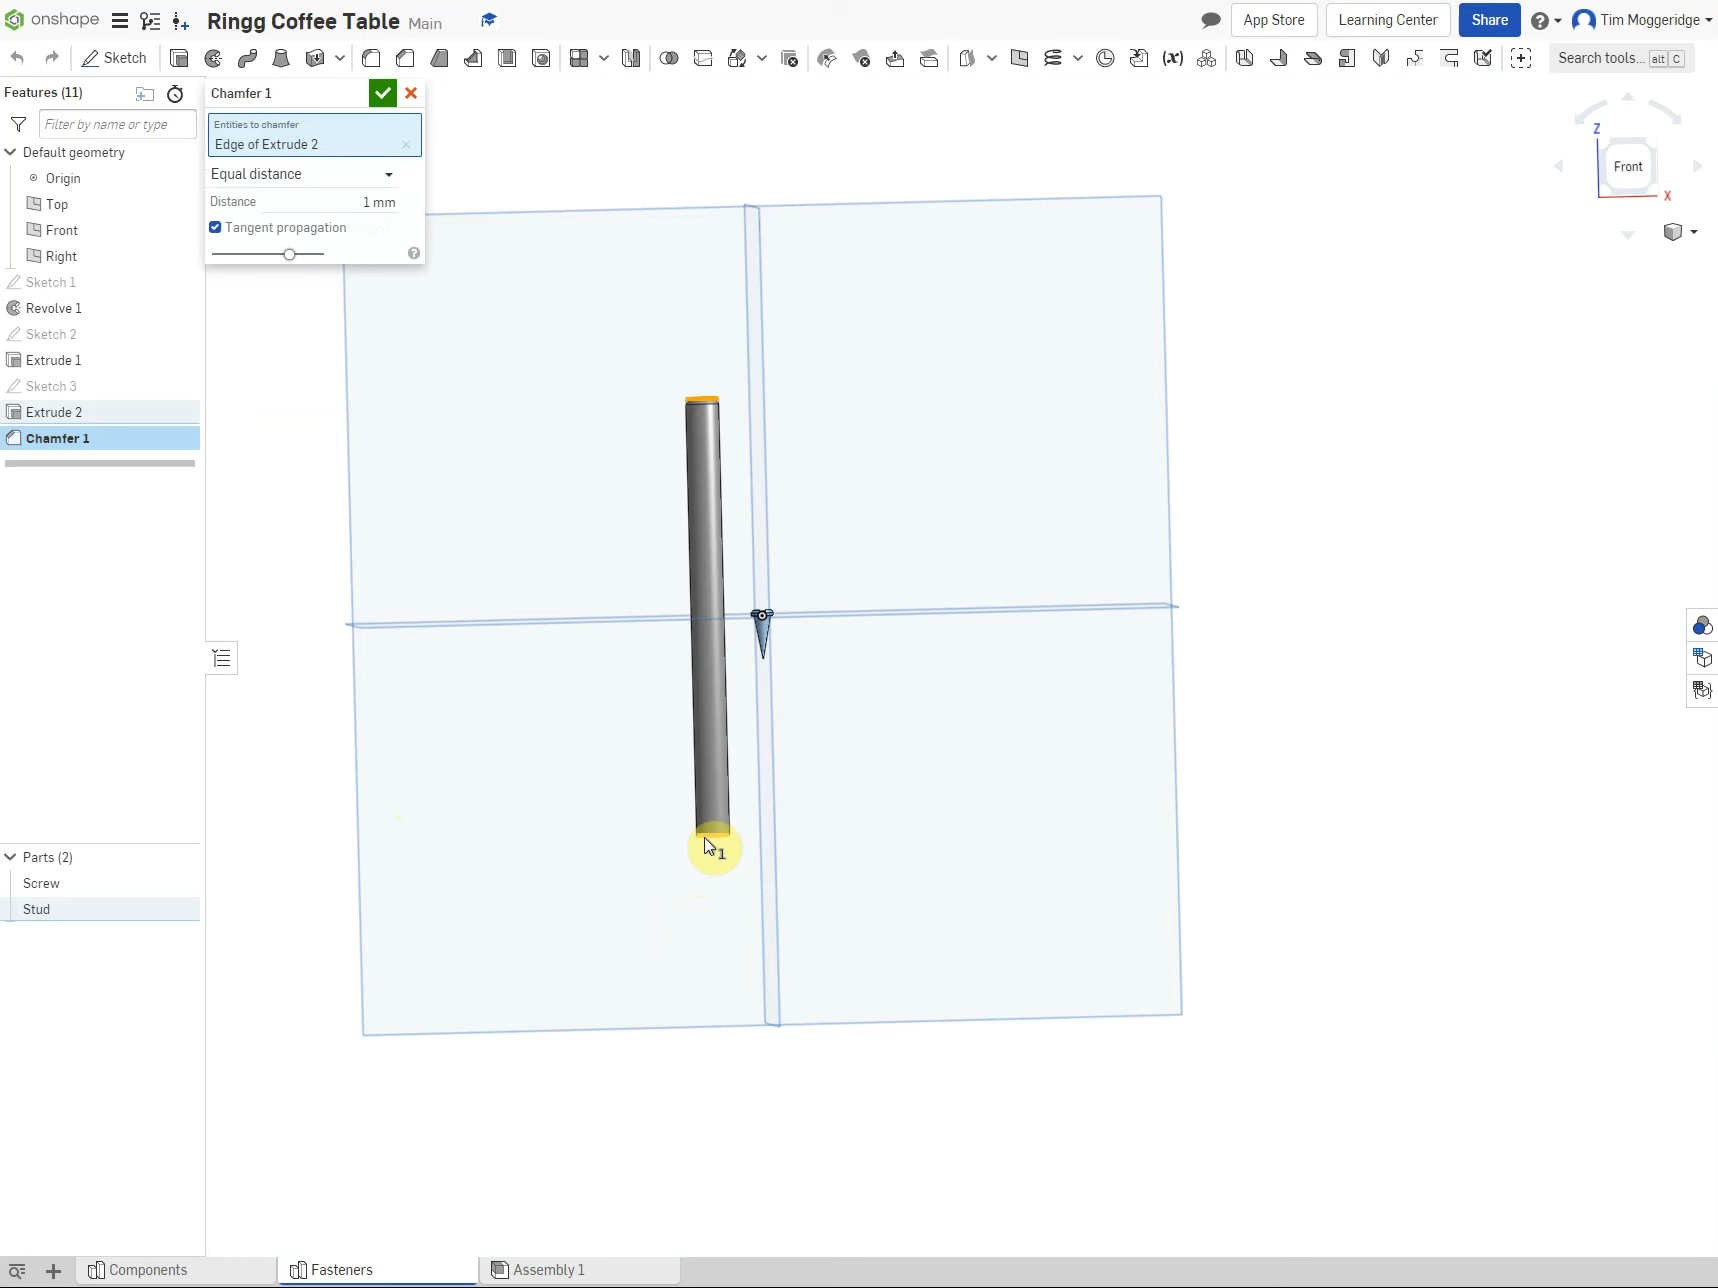 onshape Ringg Coffee Table Main App Store Learning Center Share Tim Moggeridge
Sketch Search tools... alt C
Features (11)
Filter by name or type
Default geometry
Origin
Top
Front
Right
Sketch 1
Revolve 1
Sketch 2
Extrude 1
Sketch 3
Extrude 2
Chamfer 1
Chamfer 1
Entities to chamfer
Edge of Extrude 2
Equal distance
Distance 1 mm
Tangent propagation
Z
Front
X
1
Parts (2)
Screw
Stud
Components Fasteners Assembly 1